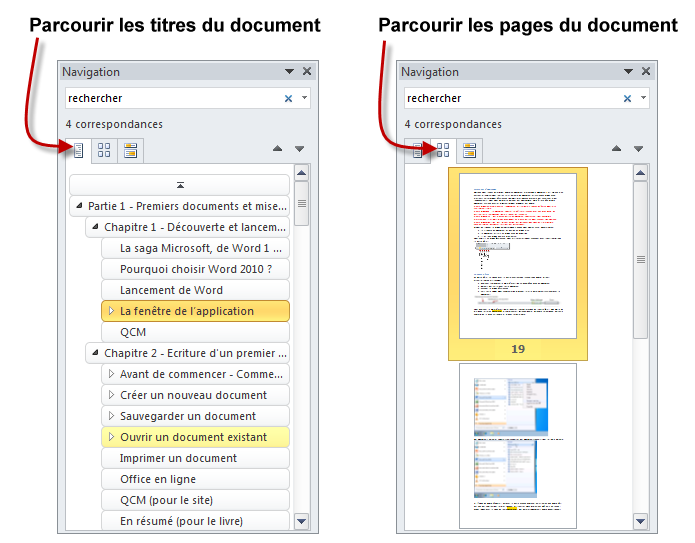 Parcourir les titres du document
Navigation
rechercher
4 correspondances
Partie 1 - Premiers documents et mise...
Chapitre 1 - Découverte et lancem...
La saga Microsoft, de Word 1 ...
Pourquoi choisir Word 2010 ?
Lancement de Word
La fenêtre de l'application
QCM
Chapitre 2 - Ecriture d'un premier ...
Avant de commencer - Comme...
Créer un nouveau document
Sauvegarder un document
Ouvrir un document existant
Imprimer un document
Office en ligne
QCM (pour le site)
En résumé (pour le livre)
Parcourir les pages du document
Navigation
rechercher
4 correspondances
19